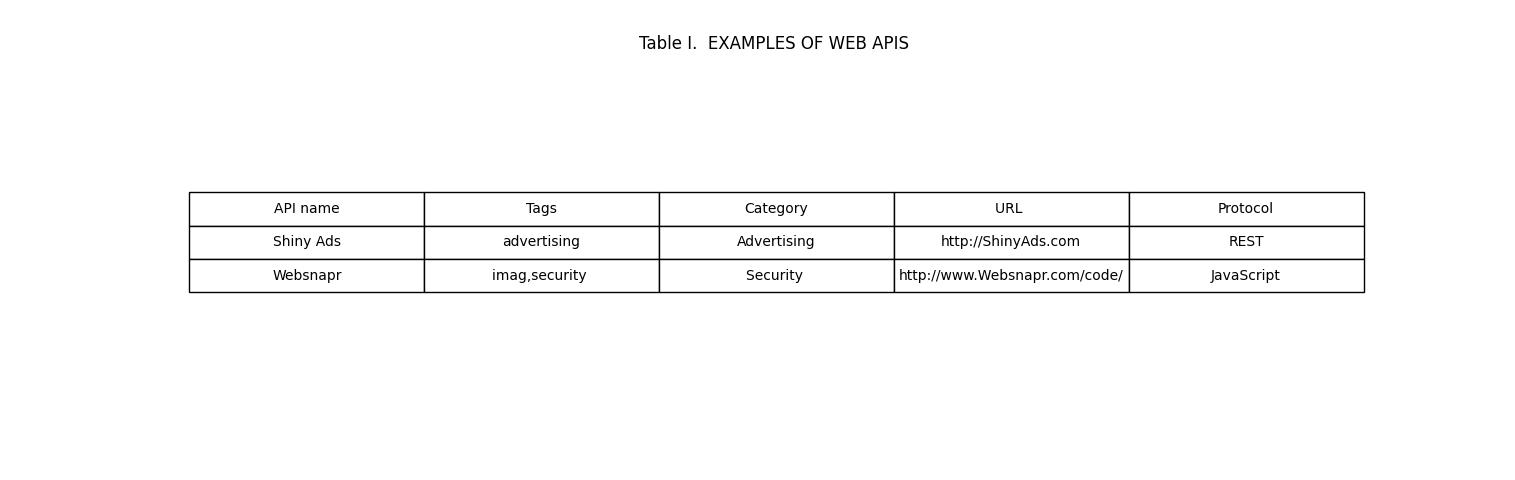 Table I.  EXAMPLES OF WEB APIS
API name Tags Category URL Protocol
Shiny Ads advertising Advertising http://ShinyAds.com REST
Websnapr imag,security Security http://www.Websnapr.com/code/ JavaScript